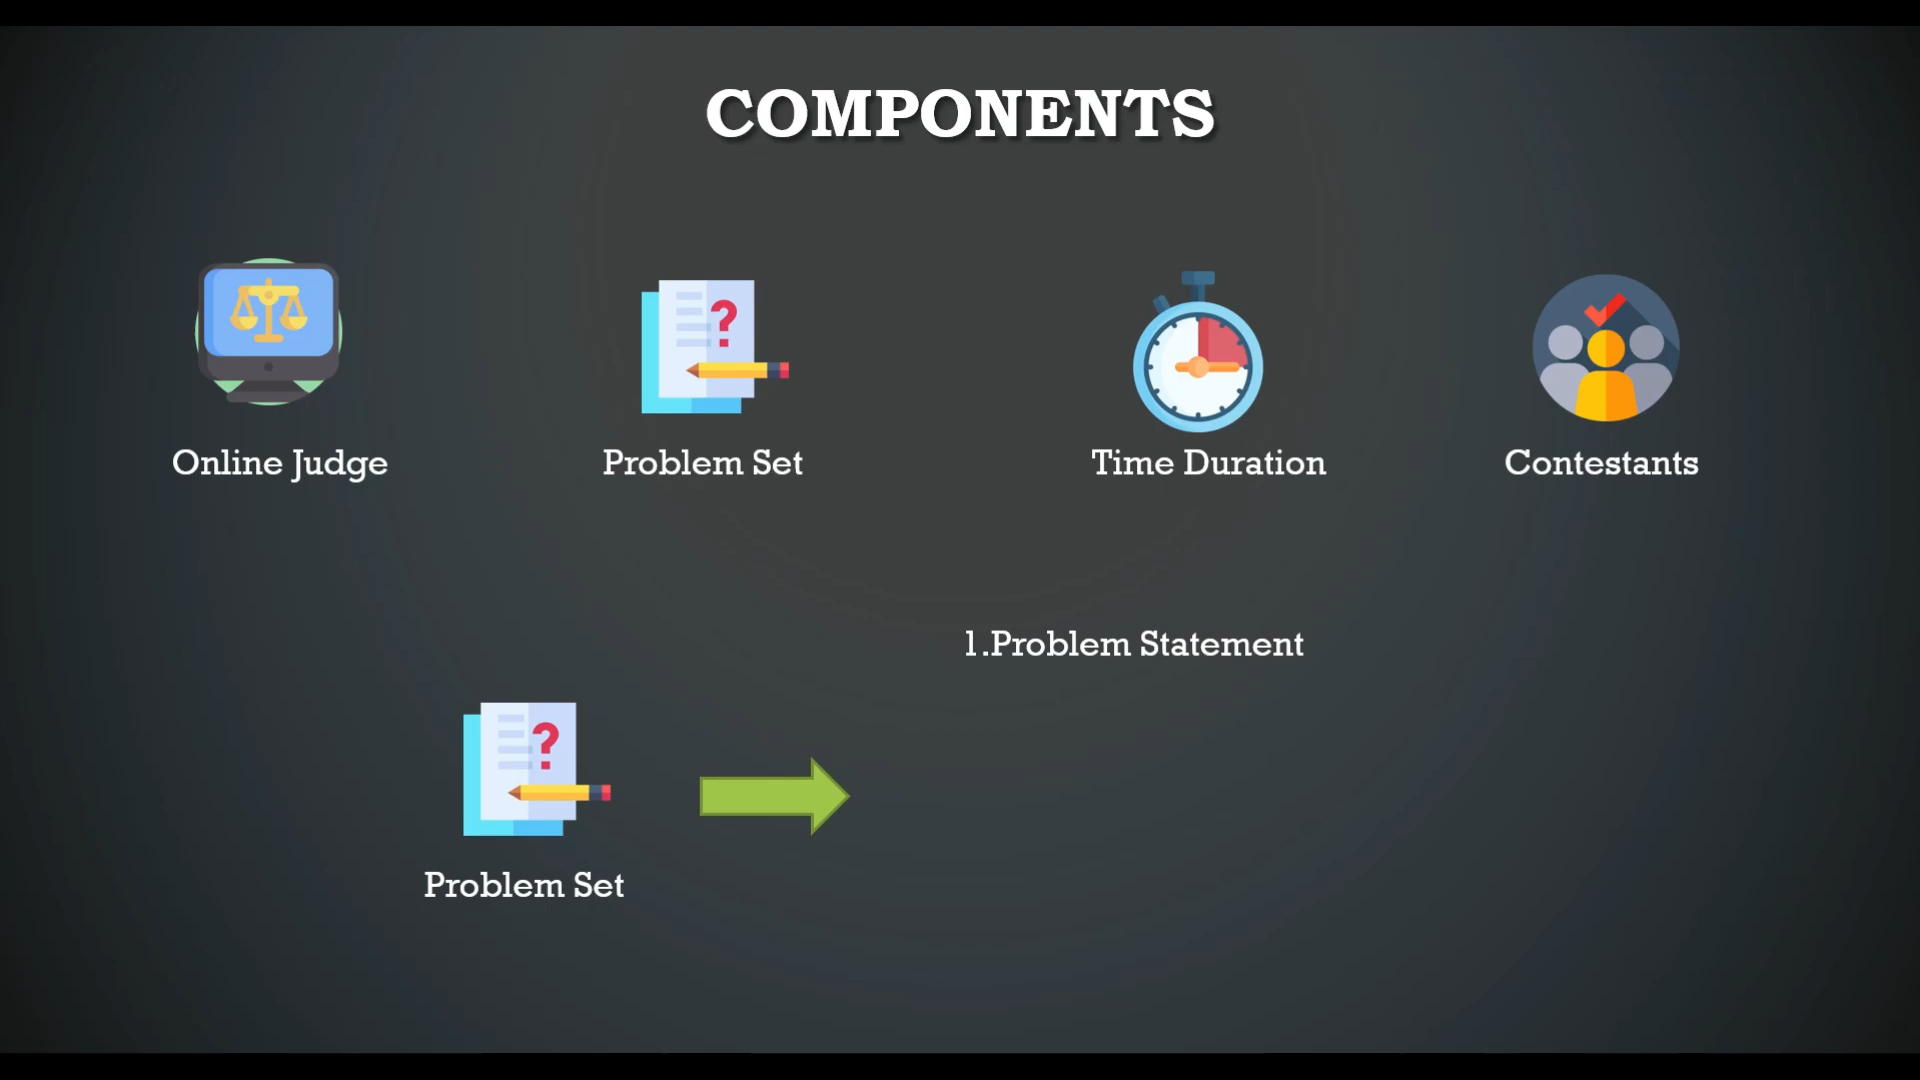 COMPONENTS
Online Judge
Problem Set
Time Duration
Contestants
1.Problem Statement
Problem Set